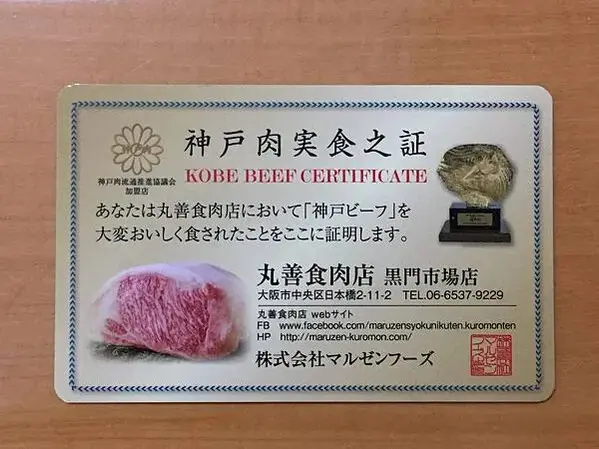 神戸肉実食之証
KOBE BEEF CERTIFICATE
神戸肉流通推進協議会
加盟店
あなたは丸善食肉店において「神戸ビーフ」を
大変おいしく食されたことをここに証明します。
丸善食肉店 黒門市場店
大阪市中央区日本橋2-11-2 TEL.06-6537-9229
丸善食肉店 webサイト
FB www.facebook.com/maruzensyokunikuten.kuromonten
HP http://maruzen-kuromon.com/
株式会社マルゼンフーズ